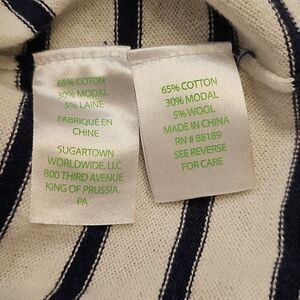 65% COTON
30% MODAL
5% LAINE
FABRIQUÉ EN
CHINE
SUGARTOWN
WORLDWIDE, LLC
800 THIRD AVENUE
KING OF PRUSSIA,
PA
65% COTTON
30% MODAL
5% WOOL
MADE IN CHINA
RN # 88189
SEE REVERSE
FOR CARE